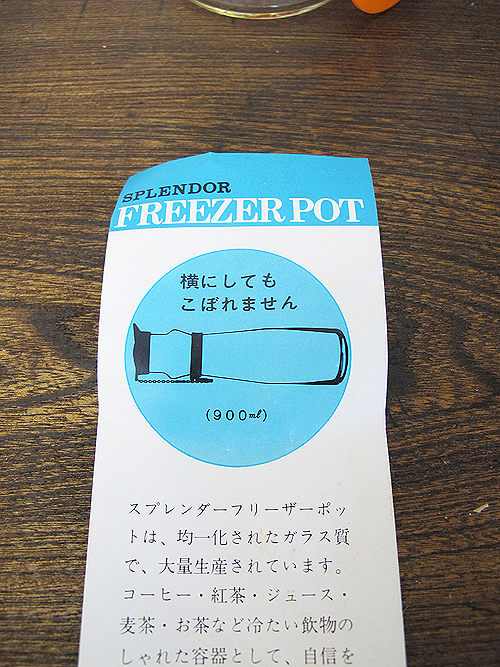 SPLENDOR
FREEZER POT
横にしても
こぼれません
(900ml)
スプレンダーフリーザーポッ
トは、均一化されたガラス質
で、大量生産されています。
コーヒー・紅茶・ジュース・
麦茶・お茶など冷たい飲物の
しゃれた容器として、自信を